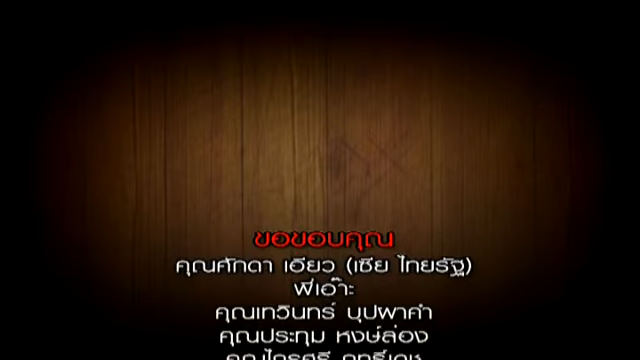 ขอขอบคุณ
คุณศักดา เอียว (เซีย ไทยรัฐ)
พี่เอ๊าะ
คุณเทวินทร์ บุปผาคำ
คุณประทุม หงษ์ล่อง